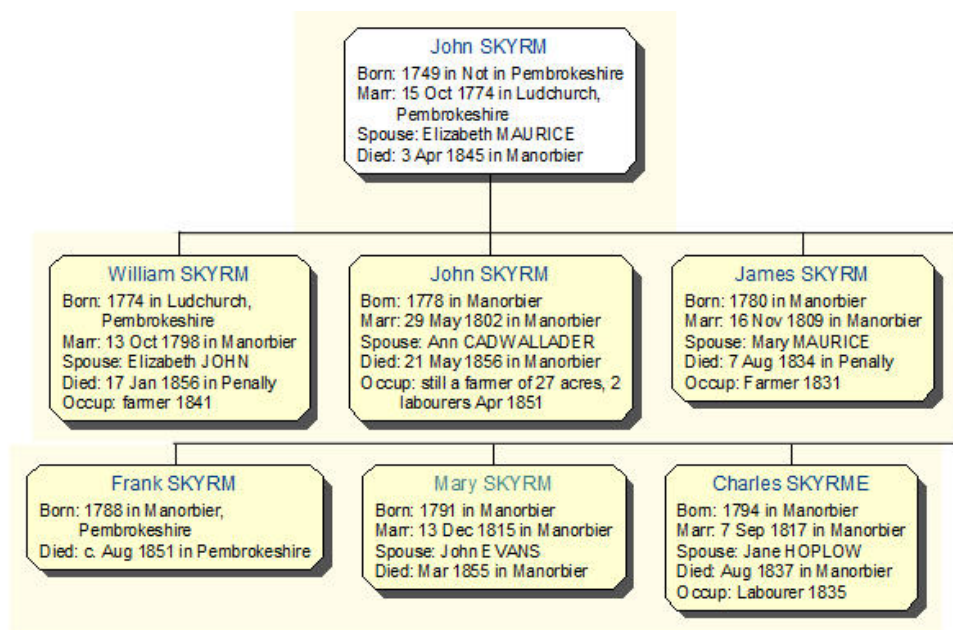 John SKYRM
Born: 1749 in Not in Pembrokeshire
Marr: 15 Oct 1774 in Ludchurch,
Pembrokeshire
Spouse: Elizabeth MAURICE
Died: 3 Apr 1845 in Manorbier
William SKYRM
Born: 1774 in Ludchurch,
Pembrokeshire
Marr: 13 Oct 1798 in Manorbier
Spouse: Elizabeth JOHN
Died: 17 Jan 1856 in Penally
Occup: farmer 1841
John SKYRM
Born: 1778 in Manorbier
Marr: 29 May 1802 in Manorbier
Spouse: Ann CADWALLADER
Died: 21 May 1856 in Manorbier
Occup: still a farmer of 27 acres, 2
labourers Apr 1851
James SKYRM
Born: 1780 in Manorbier
Marr: 16 Nov 1809 in Manorbier
Spouse: Mary MAURICE
Died: 7 Aug 1834 in Penally
Occup: Farmer 1831
Frank SKYRM
Born: 1788 in Manorbier,
Pembrokeshire
Died: c. Aug 1851 in Pembrokeshire
Mary SKYRM
Born: 1791 in Manorbier
Marr: 13 Dec 1815 in Manorbier
Spouse: John EVANS
Died: Mar 1855 in Manorbier
Charles SKYRME
Born: 1794 in Manorbier
Marr: 7 Sep 1817 in Manorbier
Spouse: Jane HOPLOW
Died: Aug 1837 in Manorbier
Occup: Labourer 1835